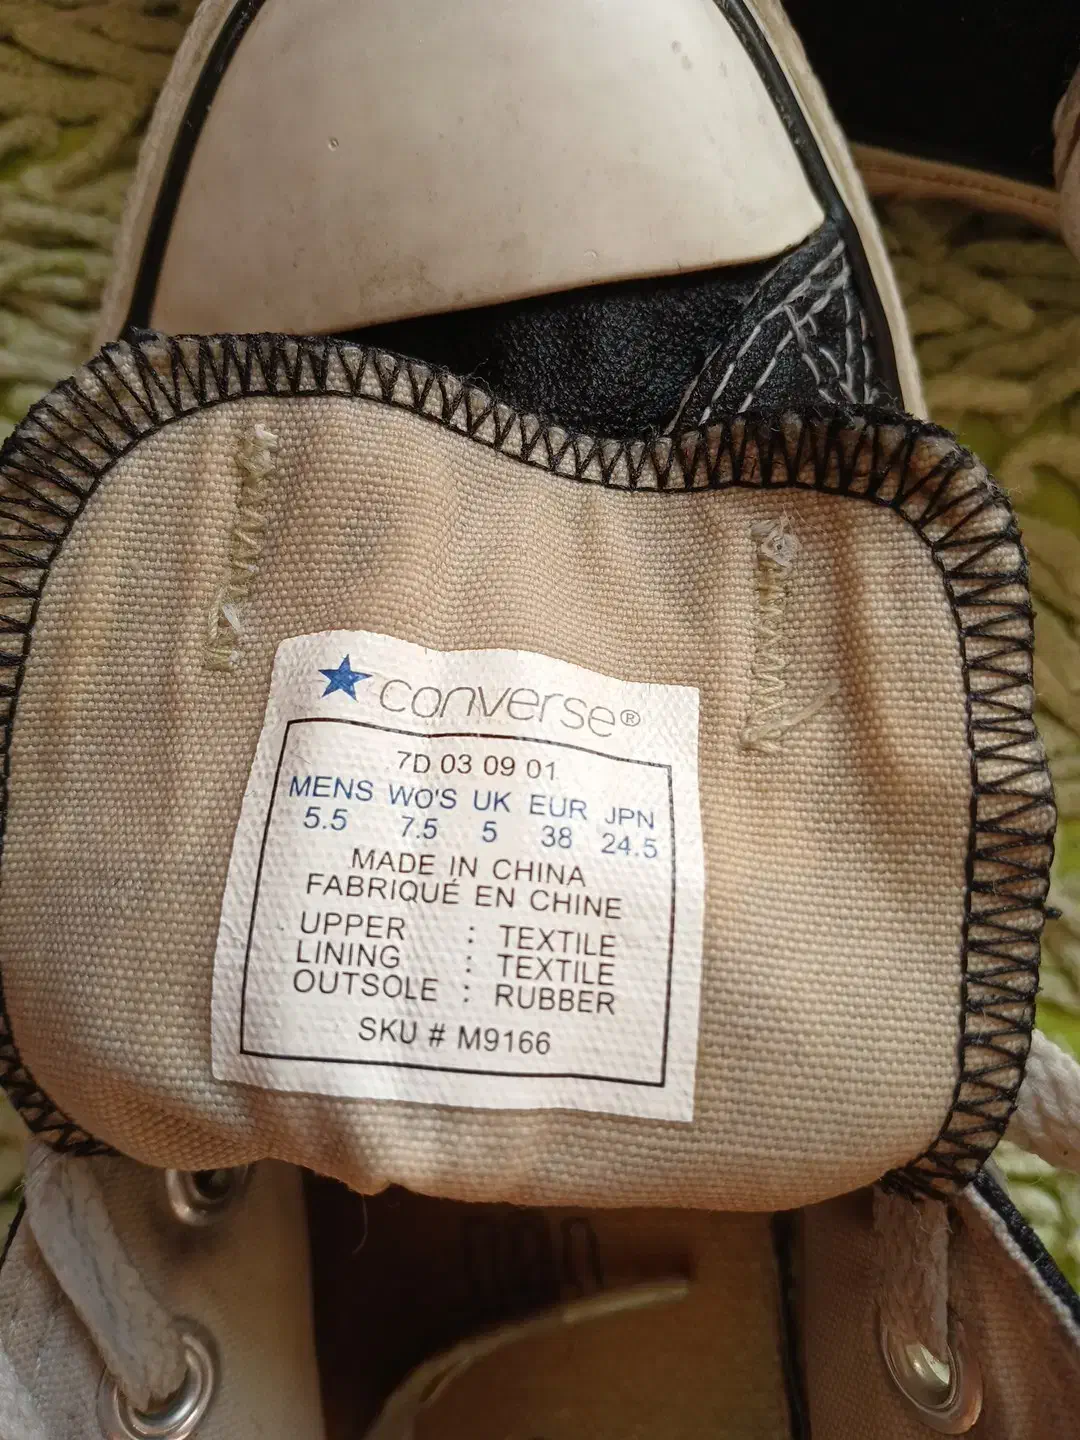 converse®
7D 03 09 01
MENS WO'S UK EUR JPN
5.5 7.5 5 38 24.5
MADE IN CHINA
FABRIQUÉ EN CHINE
UPPER : TEXTILE
LINING : TEXTILE
OUTSOLE : RUBBER
SKU # M9166